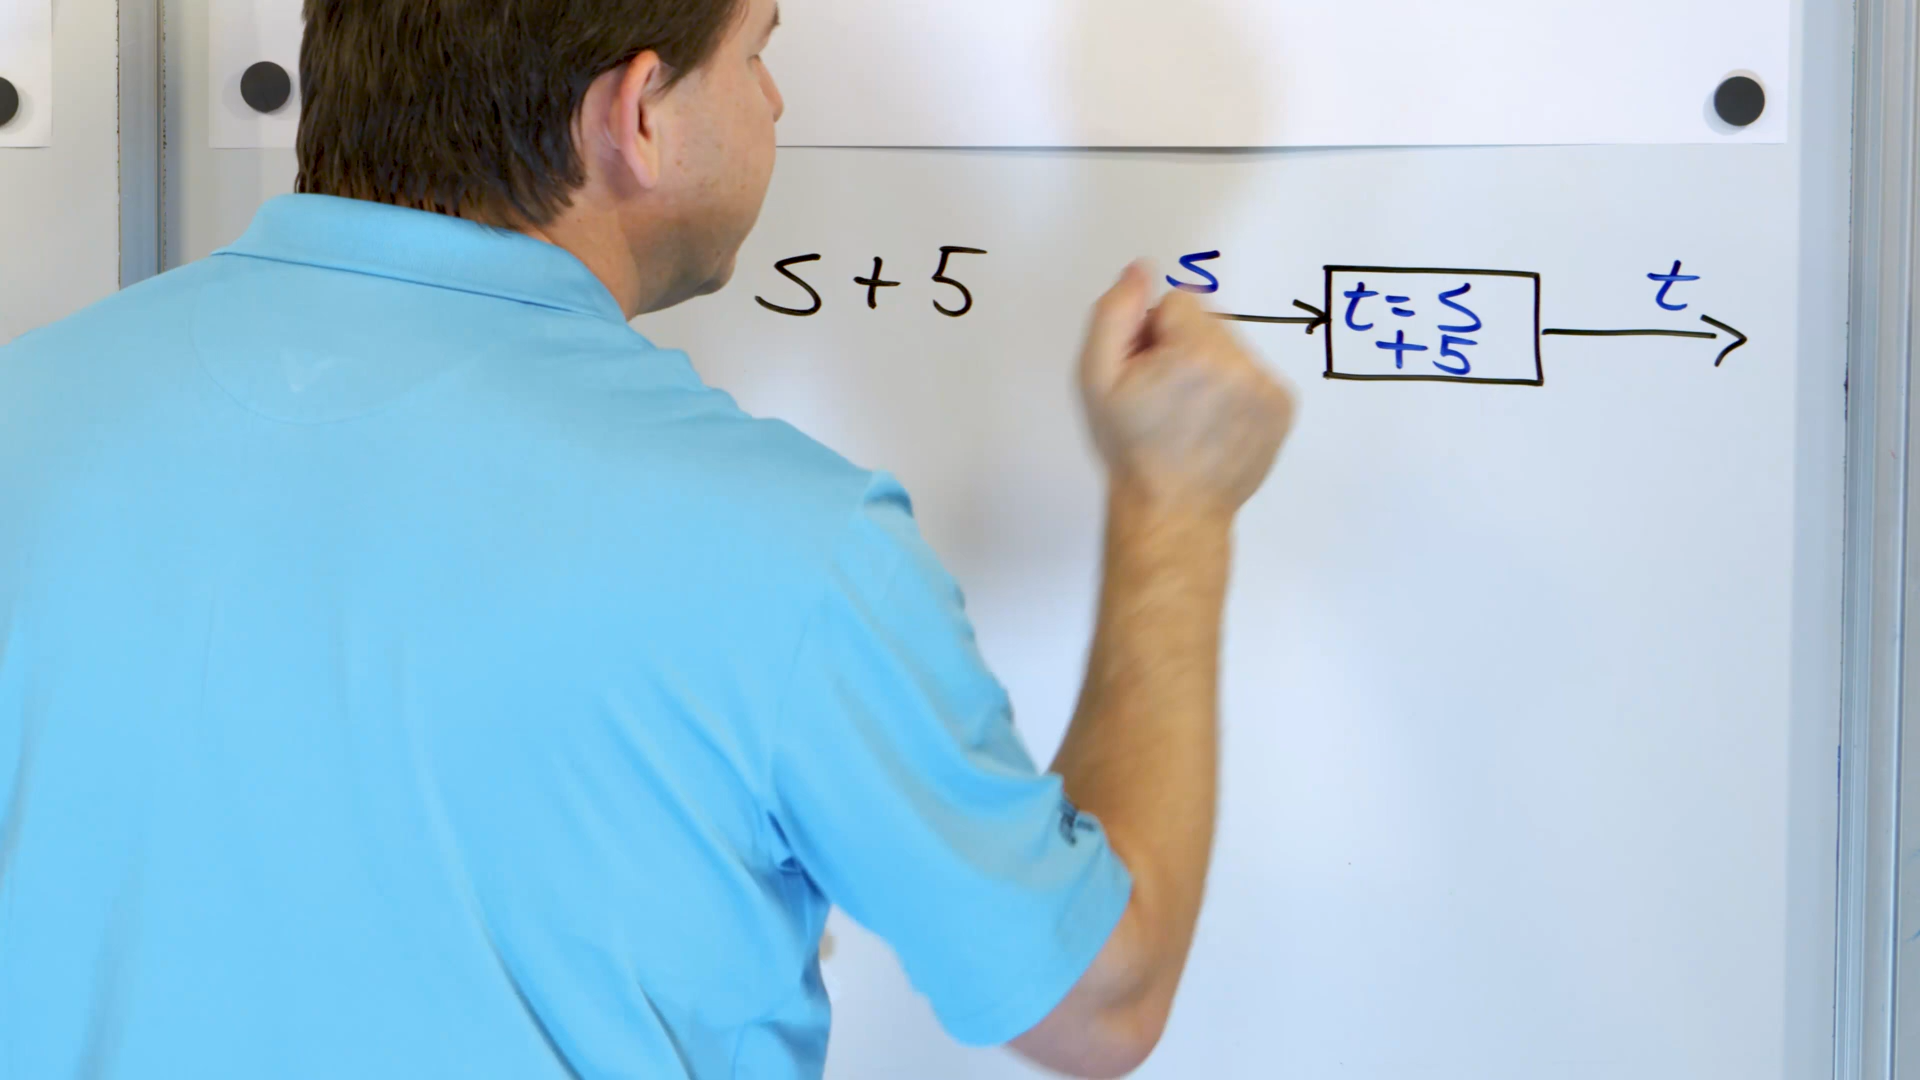 s + 5
s
t = s
+ 5
t